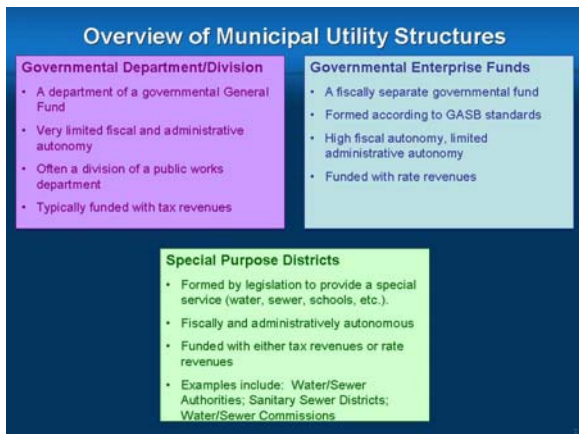 Overview of Municipal Utility Structures
Governmental Department/Division
• A department of a governmental General
Fund
• Very limited fiscal and administrative
autonomy
• Often a division of a public works
department
• Typically funded with tax revenues
Governmental Enterprise Funds
• A fiscally separate governmental fund
• Formed according to GASB standards
• High fiscal autonomy, limited
administrative autonomy
• Funded with rate revenues
Special Purpose Districts
• Formed by legislation to provide a special
service (water, sewer, schools, etc.).
• Fiscally and administratively autonomous
• Funded with either tax revenues or rate
revenues
• Examples include: Water/Sewer
Authorities; Sanitary Sewer Districts;
Water/Sewer Commissions